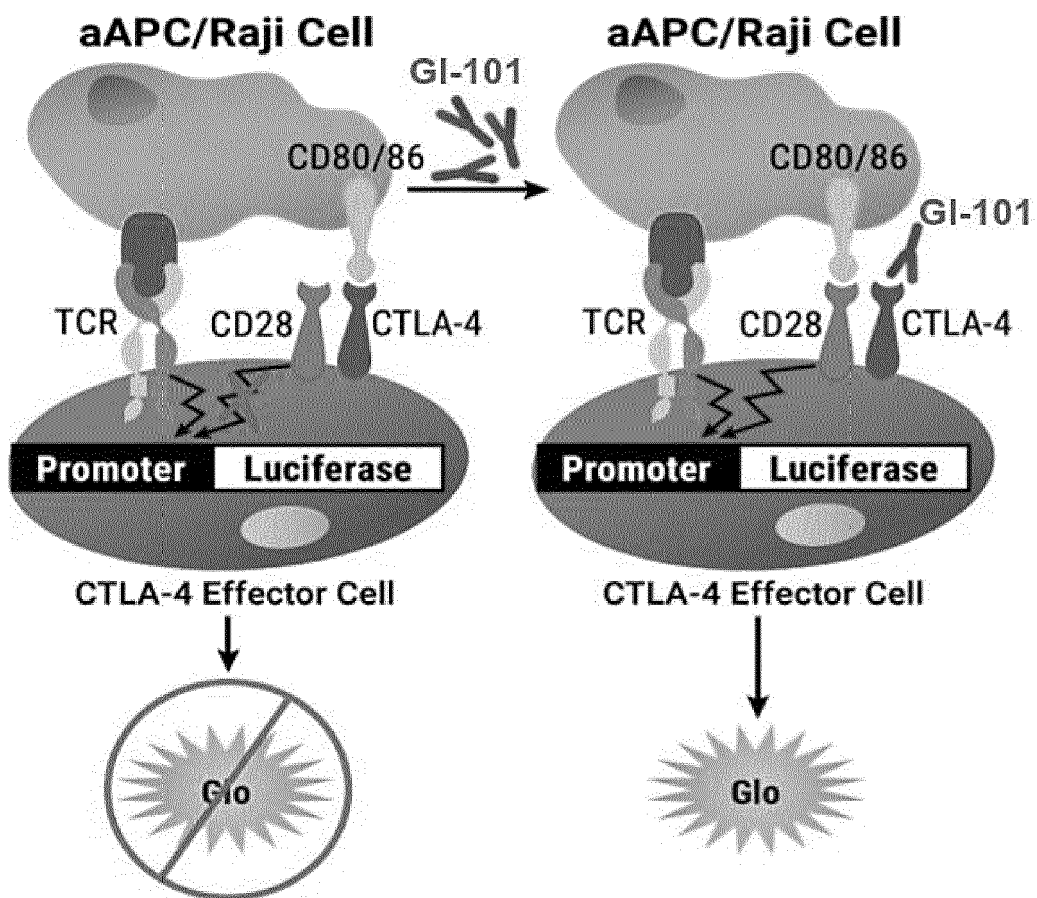 aAPC/Raji Cell
GI-101
CD80/86
TCR
CD28
CTLA-4
Promoter
Luciferase
CTLA-4 Effector Cell
Glo
aAPC/Raji Cell
CD80/86
GI-101
TCR
CD28
CTLA-4
Promoter
Luciferase
CTLA-4 Effector Cell
Glo